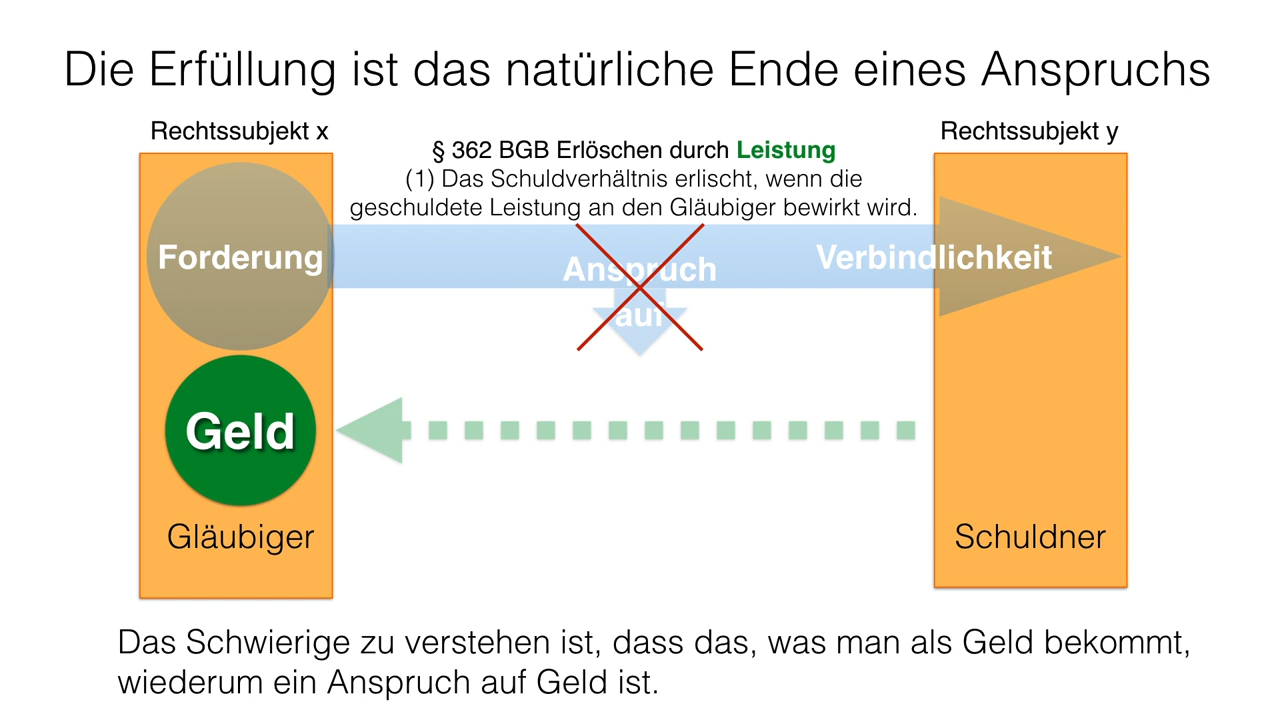 Die Erfüllung ist das natürliche Ende eines Anspruchs
Rechtssubjekt x
Rechtssubjekt y
§ 362 BGB Erlöschen durch Leistung
(1) Das Schuldverhältnis erlischt, wenn die
geschuldete Leistung an den Gläubiger bewirkt wird.
Forderung
Anspruch
auf
Verbindlichkeit
Geld
Gläubiger
Schuldner
Das Schwierige zu verstehen ist, dass das, was man als Geld bekommt,
wiederum ein Anspruch auf Geld ist.